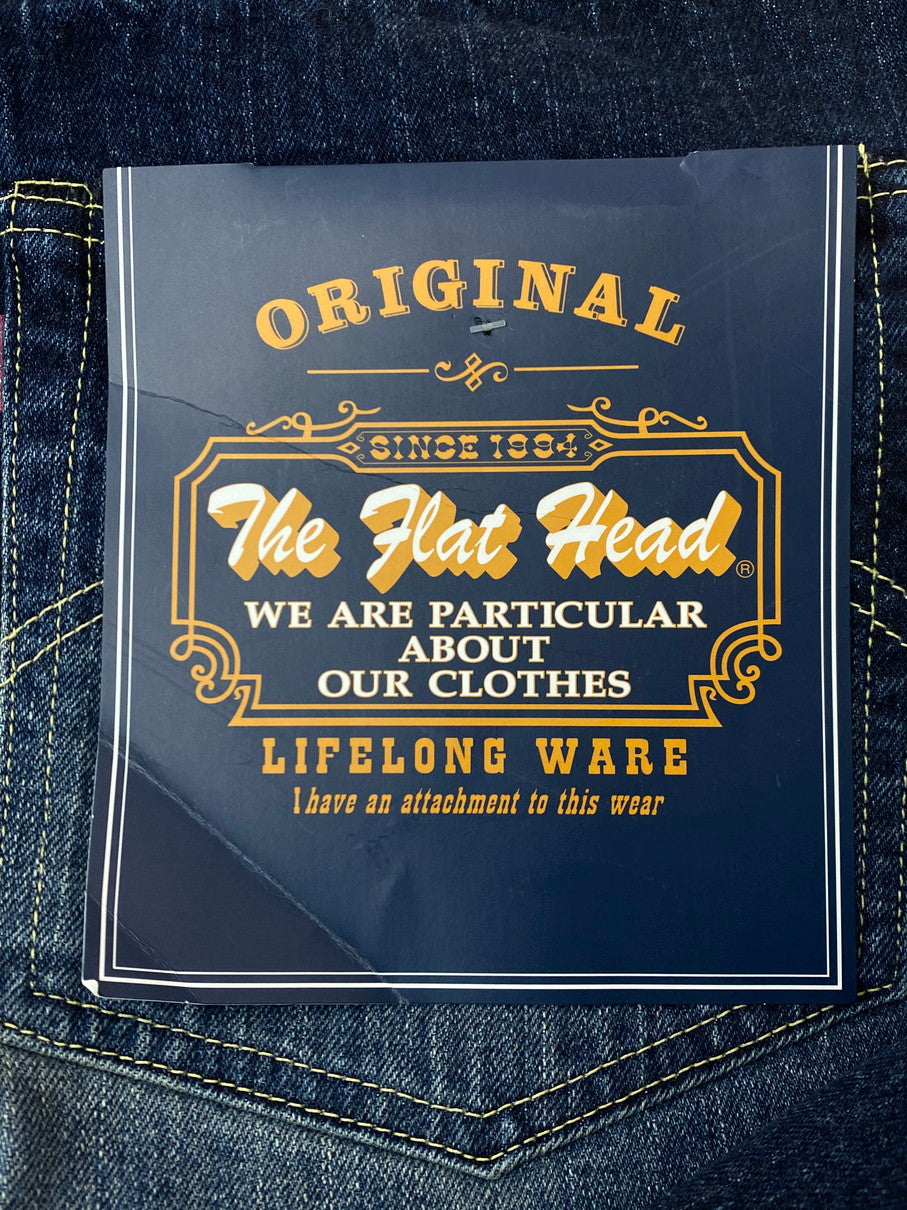 ORIGINAL
SINCE 1994
The Flat Head ®
WE ARE PARTICULAR
ABOUT
OUR CLOTHES
LIFELONG WARE
I have an attachment to this wear